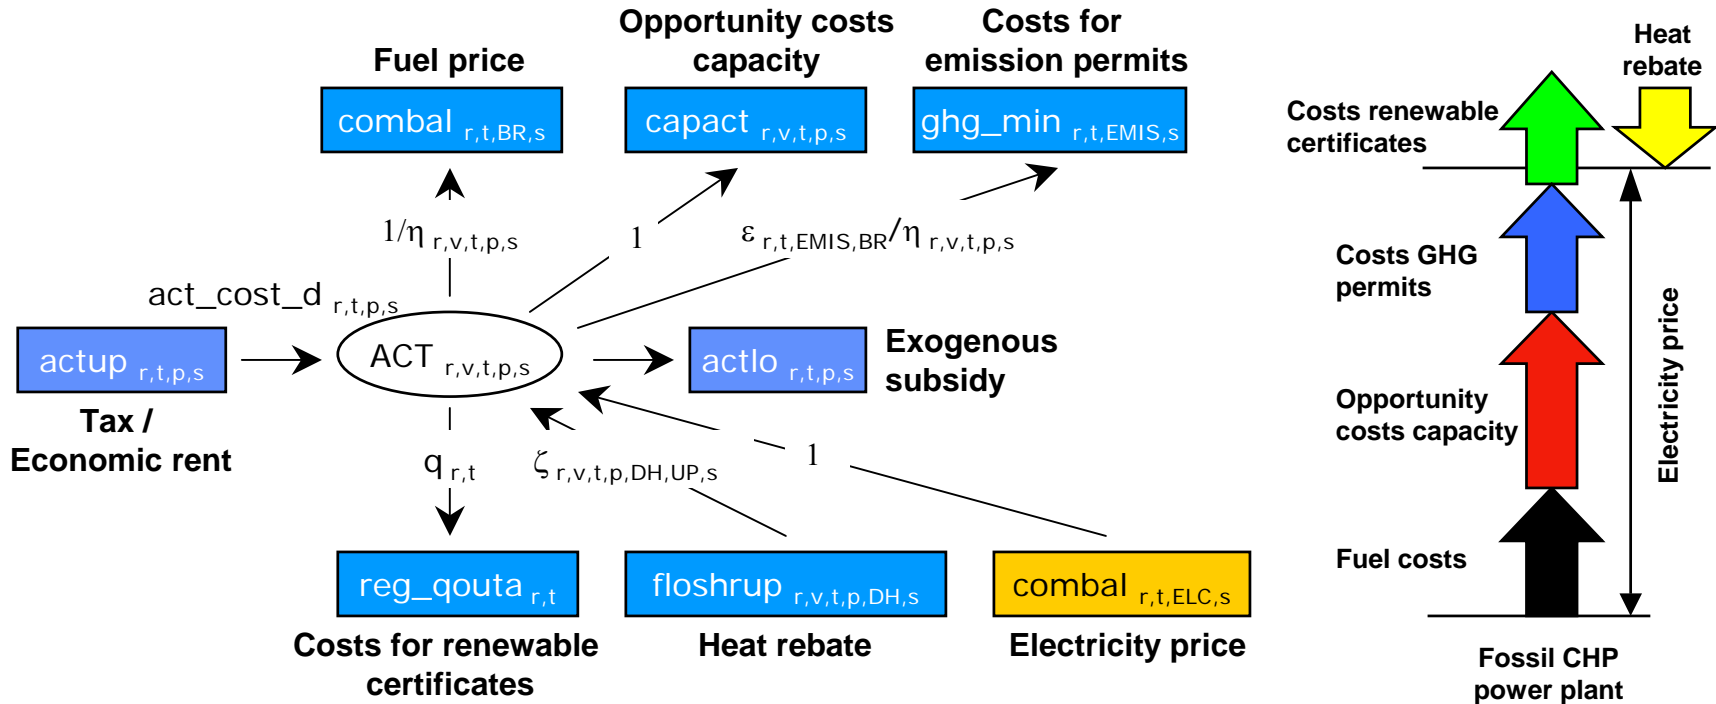 Opportunity costs
capacity
Costs for
emission permits
Fuel price
combal r,t,BR,s
capact r,v,t,p,s
ghg_min r,t,EMIS,s
1/η r,v,t,p,s
1
ε r,t,EMIS,BR/η r,v,t,p,s
act_cost_d r,t,p,s
actup r,t,p,s
ACT r,v,t,p,s
actlo r,t,p,s
Exogenous
subsidy
Tax /
Economic rent
q r,t
ζ r,v,t,p,DH,UP,s
1
reg_qouta r,t
floshrup r,v,t,p,DH,s
combal r,t,ELC,s
Costs for renewable
certificates
Heat rebate
Electricity price
Heat
rebate
Costs renewable
certificates
Costs GHG
permits
Electricity price
Opportunity
costs capacity
Fuel costs
Fossil CHP
power plant